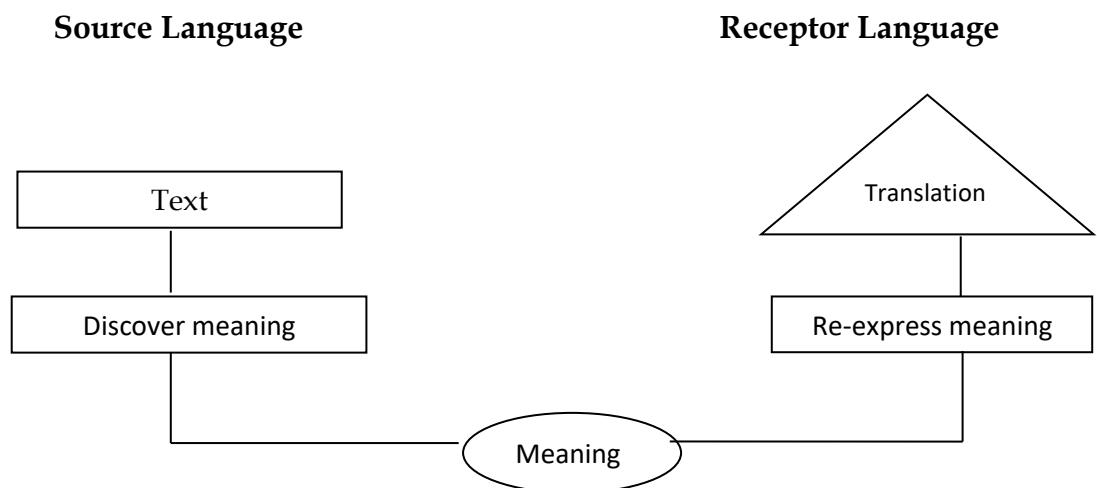 Source Language
Receptor Language
Translation
Text
Discover meaning
Re-express meaning
Meaning